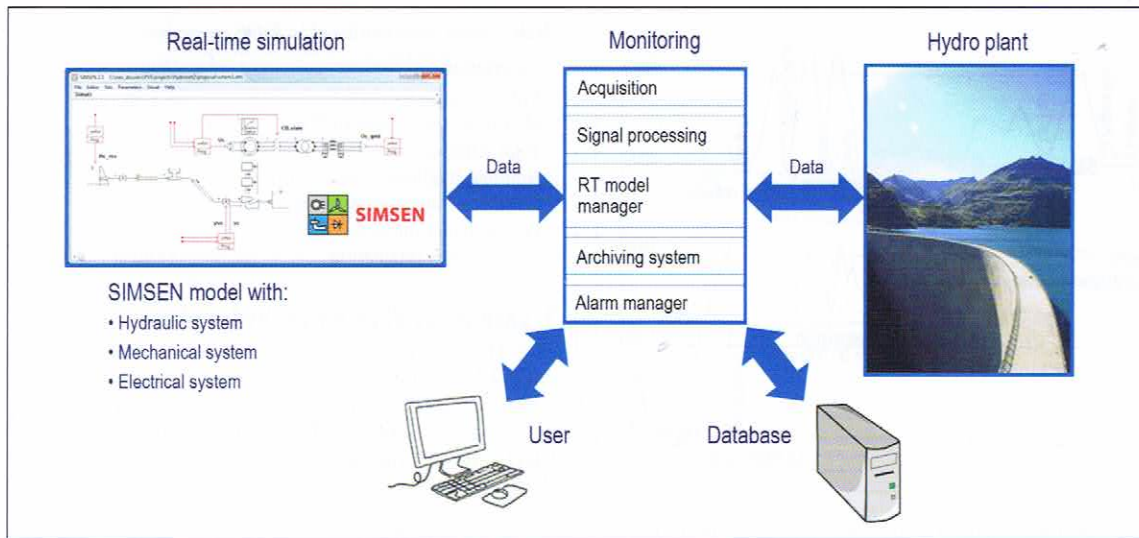 Real-time simulation
Monitoring
Hydro plant
Acquisition
Signal processing
RT model
manager
Archiving system
Alarm manager
Data
Data
SIMSEN
SIMSEN model with:
• Hydraulic system
• Mechanical system
• Electrical system
User
Database